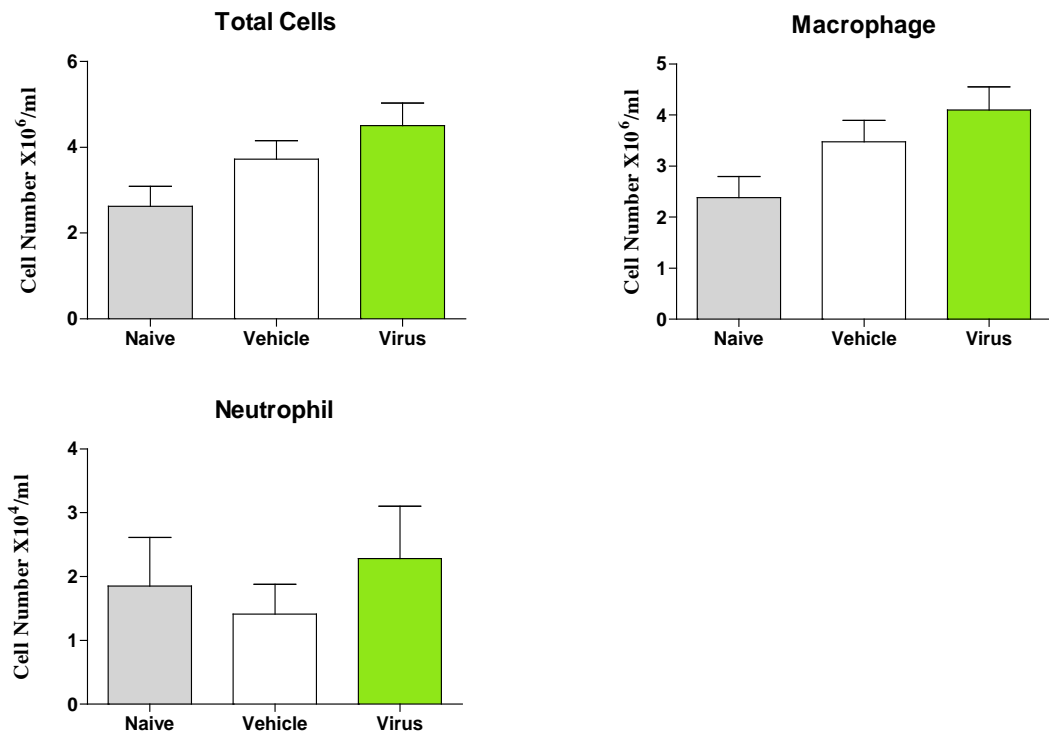 Total Cells
Cell Number X10⁶/ml
6
4
2
0
Naive Vehicle Virus
Macrophage
Cell Number X10⁶/ml
5
4
3
2
1
0
Naive Vehicle Virus
Neutrophil
Cell Number X10⁴/ml
4
3
2
1
0
Naive Vehicle Virus